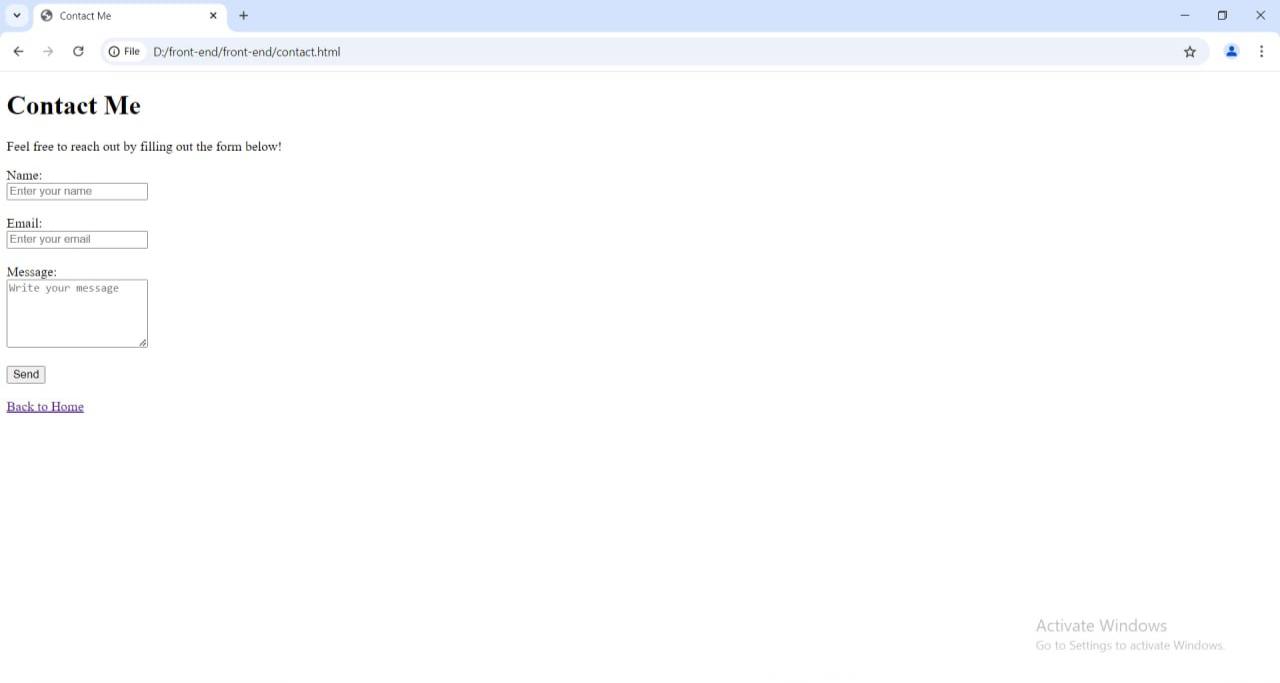 Contact Me
File D:/front-end/front-end/contact.html
Contact Me
Feel free to reach out by filling out the form below!
Name:
Enter your name
Email:
Enter your email
Message:
Write your message
Send
Back to Home
Activate Windows
Go to Settings to activate Windows.